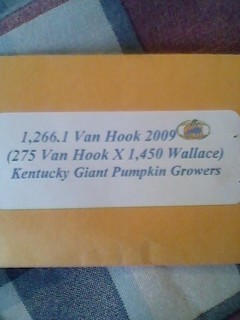 1,266.1 Van Hook 2009
(275 Van Hook X 1,450 Wallace)
Kentucky Giant Pumpkin Growers